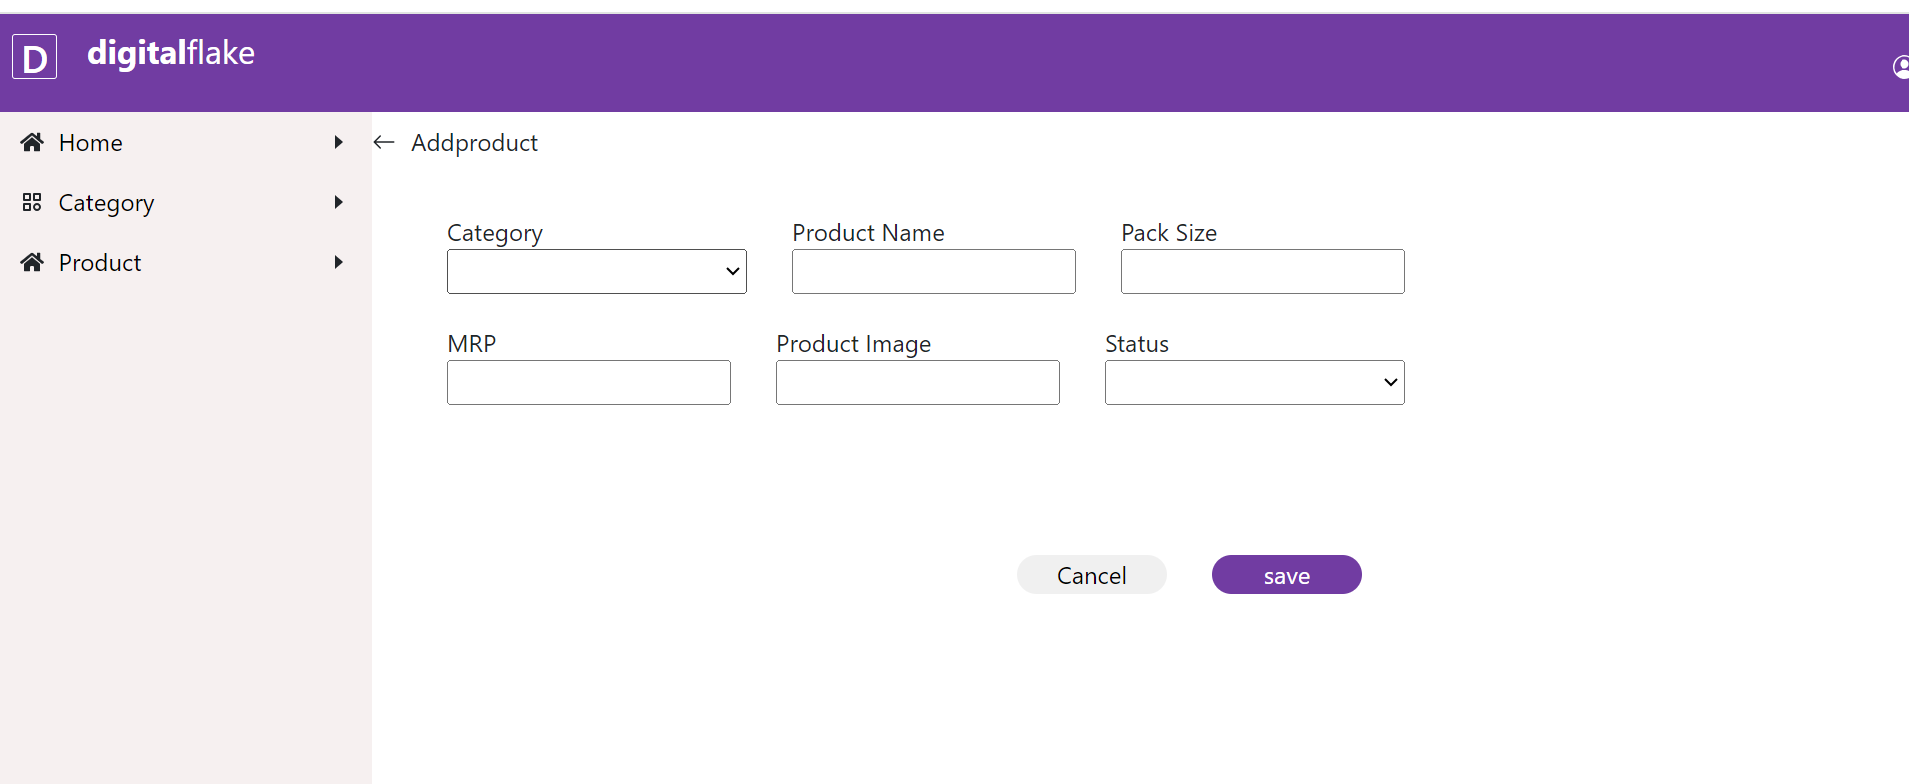 D digitalflake
Home
Category
Product
← Addproduct
Category Product Name Pack Size
MRP Product Image Status
Cancel save